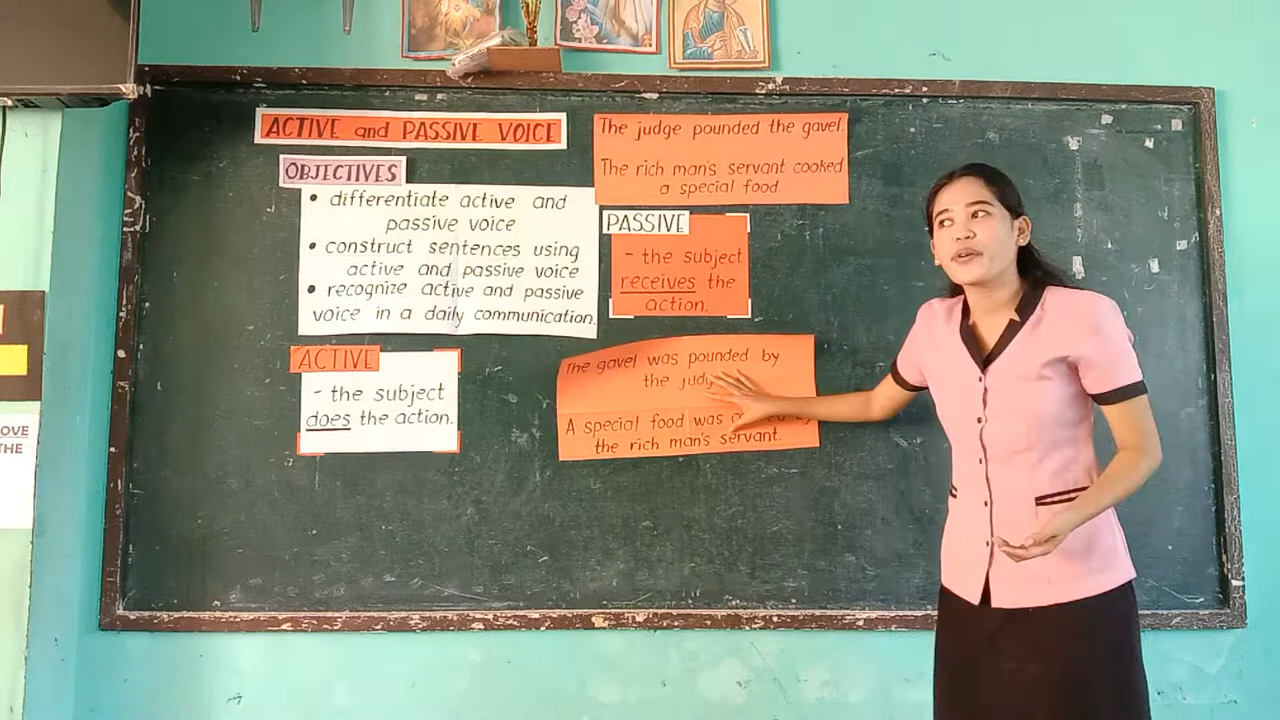 ACTIVE and PASSIVE VOICE
OBJECTIVES
• differentiate active and
passive voice
• construct sentences using
active and passive voice
• recognize active and passive
voice in a daily communication.
ACTIVE
- the subject
does the action.
The judge pounded the gavel.
The rich man's servant cooked
a special food.
PASSIVE
- the subject
receives the
action.
The gavel was pounded by
the
A special food was
the rich man's servant.
OVE
THE